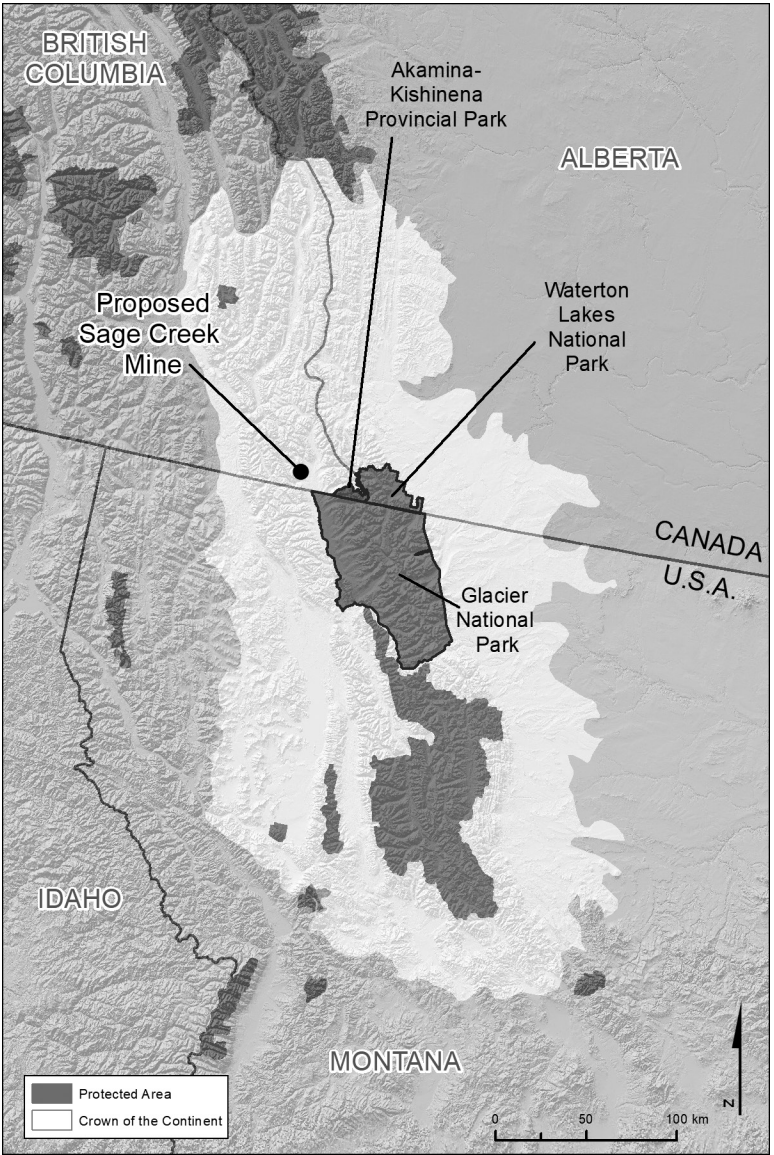 BRITISH
COLUMBIA
Akamina-
Kishinena
Provincial Park
ALBERTA
Waterton
Lakes
National
Park
Proposed
Sage Creek
Mine
CANADA
U.S.A.
Glacier
National
Park
IDAHO
MONTANA
Protected Area
Crown of the Continent
N
0 50 100 km